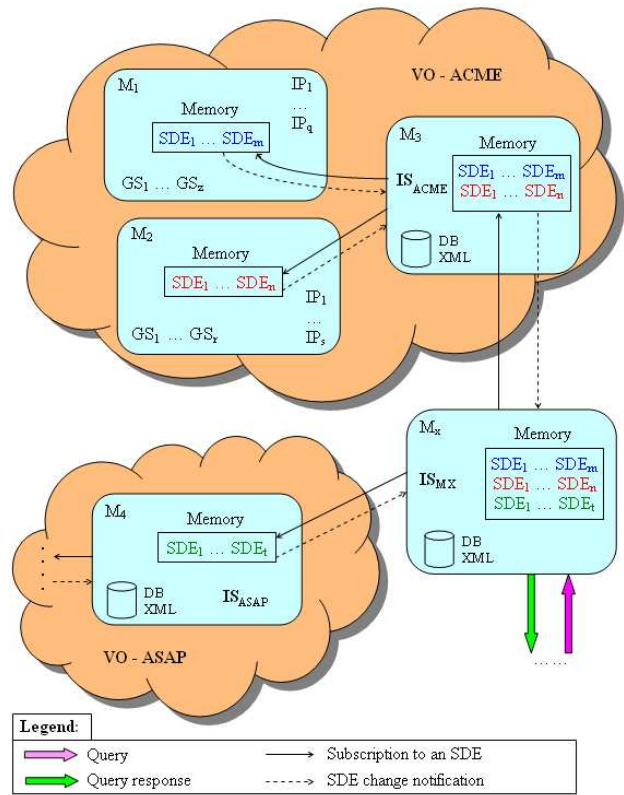 VO - ACME
M1
IP1
...
IPq
Memory
SDE1 ... SDEm
GS1 ... GSz
M3
Memory
ISACME
SDE1 ... SDEm
SDE1 ... SDEn
DB
XML
M2
Memory
SDE1 ... SDEn
IP1
...
IPs
GS1 ... GSr
Mx
Memory
ISMX
SDE1 ... SDEm
SDE1 ... SDEn
SDE1 ... SDEt
DB
XML
M4
Memory
SDE1 ... SDEt
DB
XML
ISASAP
VO - ASAP
... ...
Legend:
Query
Subscription to an SDE
Query response
SDE change notification